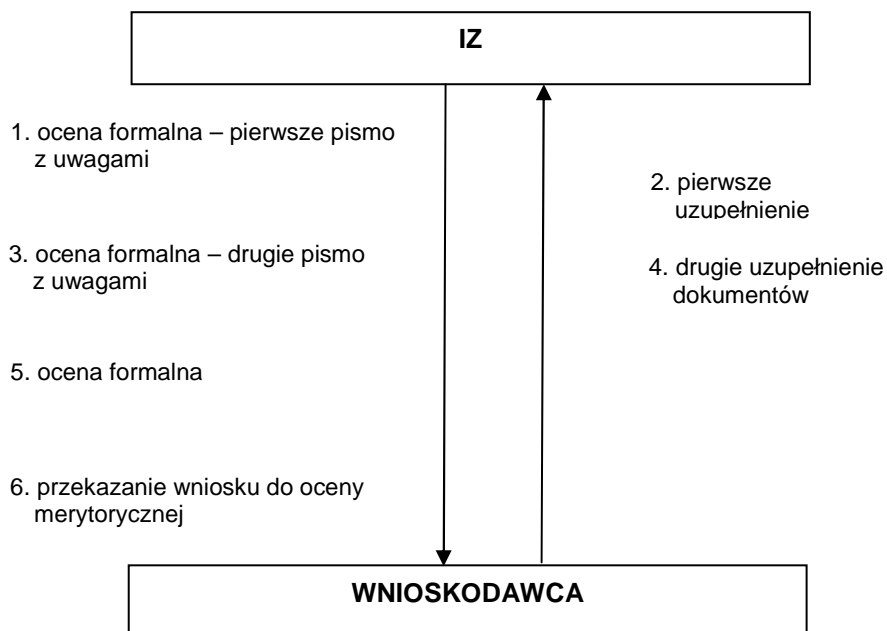 IZ
1. ocena formalna – pierwsze pismo
z uwagami
2. pierwsze
uzupełnienie
3. ocena formalna – drugie pismo
z uwagami
4. drugie uzupełnienie
dokumentów
5. ocena formalna
6. przekazanie wniosku do oceny
merytorycznej
WNIOSKODAWCA